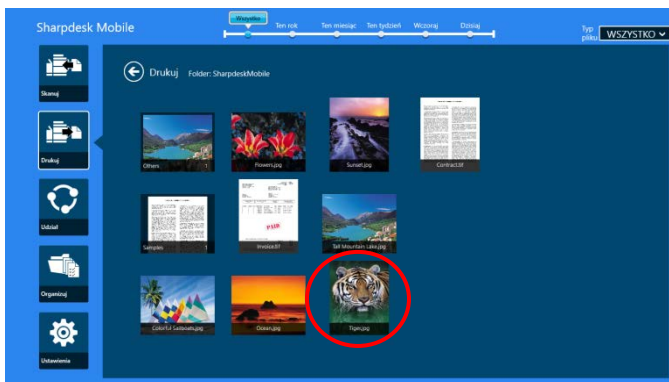 Sharpdesk Mobile
Wszystko
Ten rok
Ten miesiąc
Ten tydzień
Wczoraj
Dzisiaj
Typ pliku
WSZYSTKO
Skanuj
Drukuj
Udział
Organizuj
Ustawienia
Drukuj Folder: SharpdeskMobile
Others 1
Flowers.jpg
Sunset.jpg
Contract.tif
Samples 1
PAID
Invoice.tif
Tall Mountain Lake.jpg
Colorful Sailboats.jpg
Ocean.jpg
Tiger.jpg